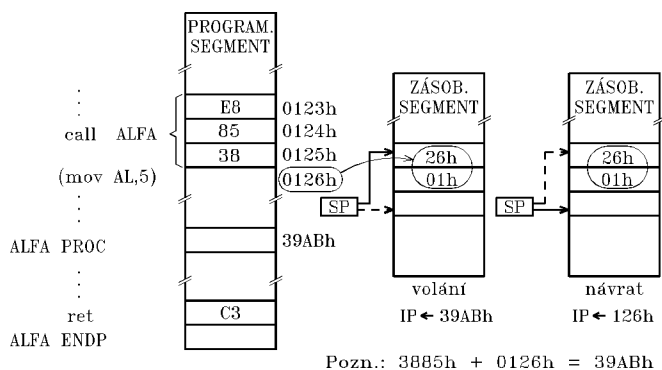 PROGRAM.
SEGMENT
ZÁSOB.
SEGMENT
ZÁSOB.
SEGMENT
E8 0123h
call ALFA 85 0124h
38 0125h
26h
26h
(mov AL,5) 0126h
01h
01h
SP
SP
ALFA PROC 39ABh
volání
návrat
ret C3
IP ← 39ABh
IP ← 126h
ALFA ENDP
Pozn.: 3885h + 0126h = 39ABh